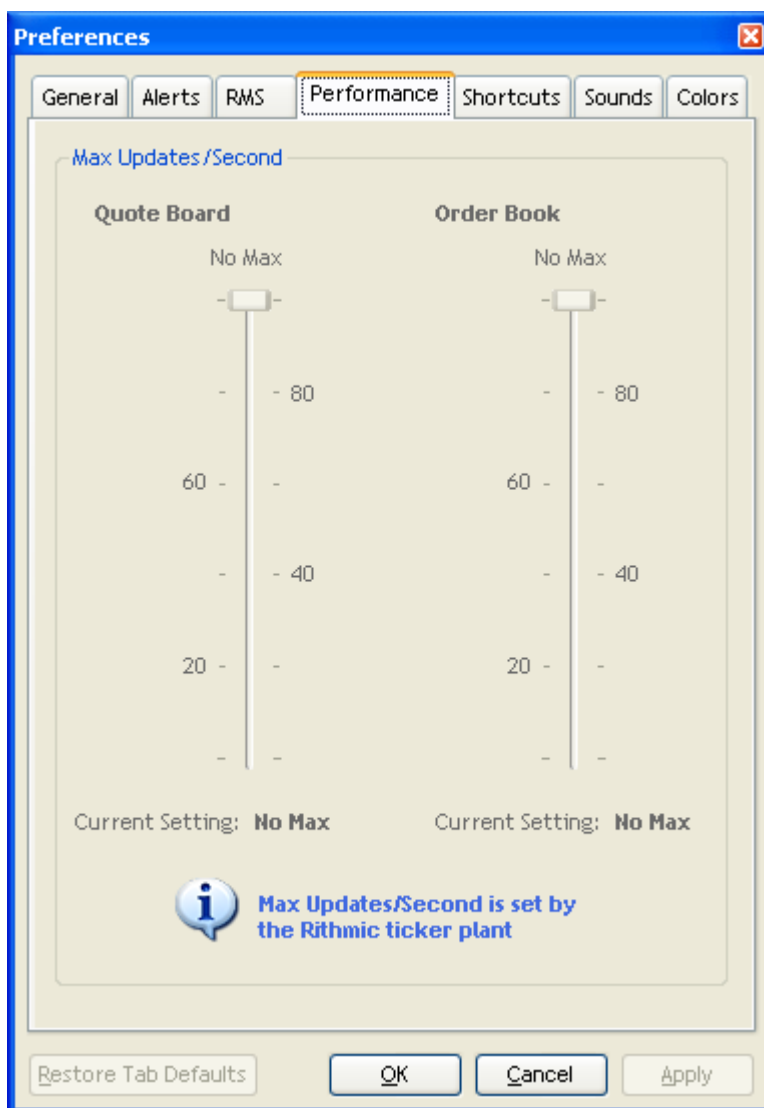 Preferences
General Alerts RMS Performance Shortcuts Sounds Colors
Max Updates/Second
Quote Board Order Book
No Max No Max
80 80
60 60
40 40
20 20
Current Setting: No Max Current Setting: No Max
Max Updates/Second is set by
the Rithmic ticker plant
Restore Tab Defaults OK Cancel Apply